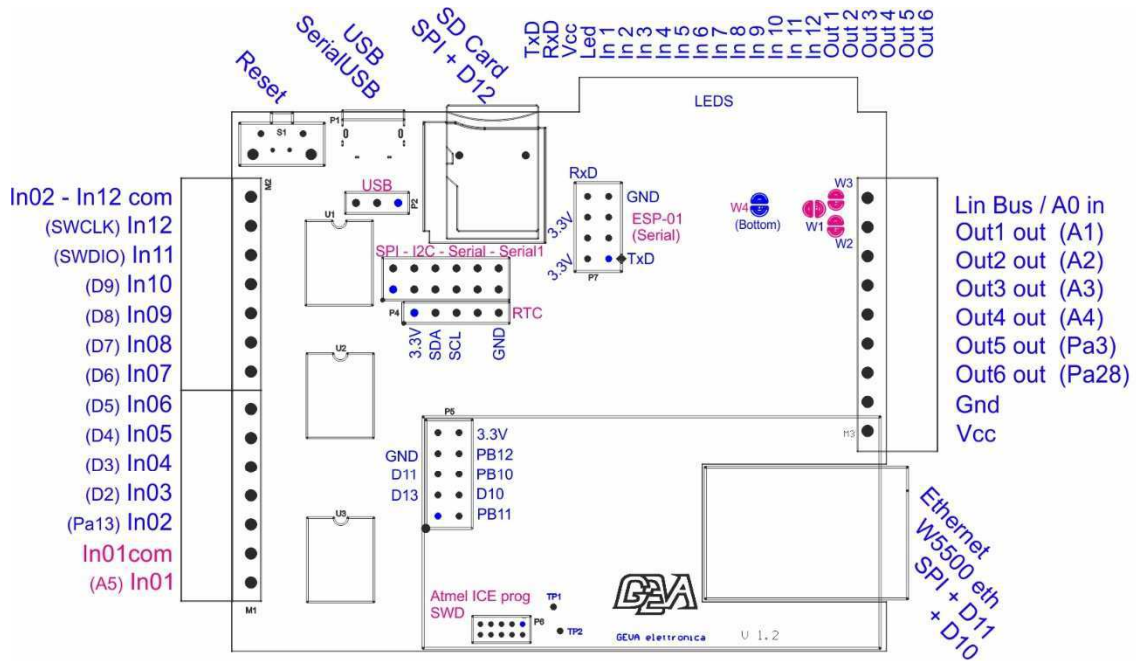 Reset
USB
SerialUSB
SD Card
SPI + D12
TxD
RxD
Vcc
Led
In 1
In 2
In 3
In 4
In 5
In 6
In 7
In 8
In 9
In 10
In 11
In 12
Out 1
Out 2
Out 3
Out 4
Out 5
Out 6
LEDS
S1
P1
USB
P2
M2
In02 - In12 com
(SWCLK) In12
(SWDIO) In11
(D9) In10
(D8) In09
(D7) In08
(D6) In07
(D5) In06
(D4) In05
(D3) In04
(D2) In03
(Pa13) In02
In01com
(A5) In01
M1
U1
U2
U3
SPI - I2C - Serial - Serial1
P4
RTC
3.3V
SDA
SCL
GND
RxD
GND
3.3V
ESP-01
(Serial)
3.3V
TxD
P7
W4
(Bottom)
W3
W1
W2
Lin Bus / A0 in
Out1 out (A1)
Out2 out (A2)
Out3 out (A3)
Out4 out (A4)
Out5 out (Pa3)
Out6 out (Pa28)
Gnd
Vcc
M3
P5
3.3V
GND
PB12
D11
PB10
D13
D10
PB11
Ethernet
W5500 eth
SPI + D11
+ D10
Atmel ICE prog
SWD
P6
TP1
TP2
GEVA
GEVA elettronica
V 1.2